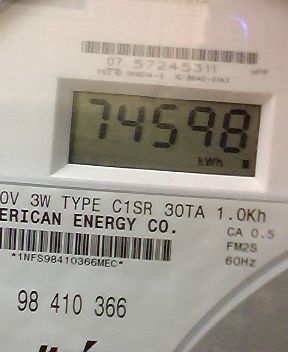 07 57245311
HPP
74598
kWh
0V 3W TYPE C1SR 30TA 1.0Kh
ERICAN ENERGY CO.
CA 0.5
FM2S
*1NFS98410366MEC*
60Hz
98 410 366